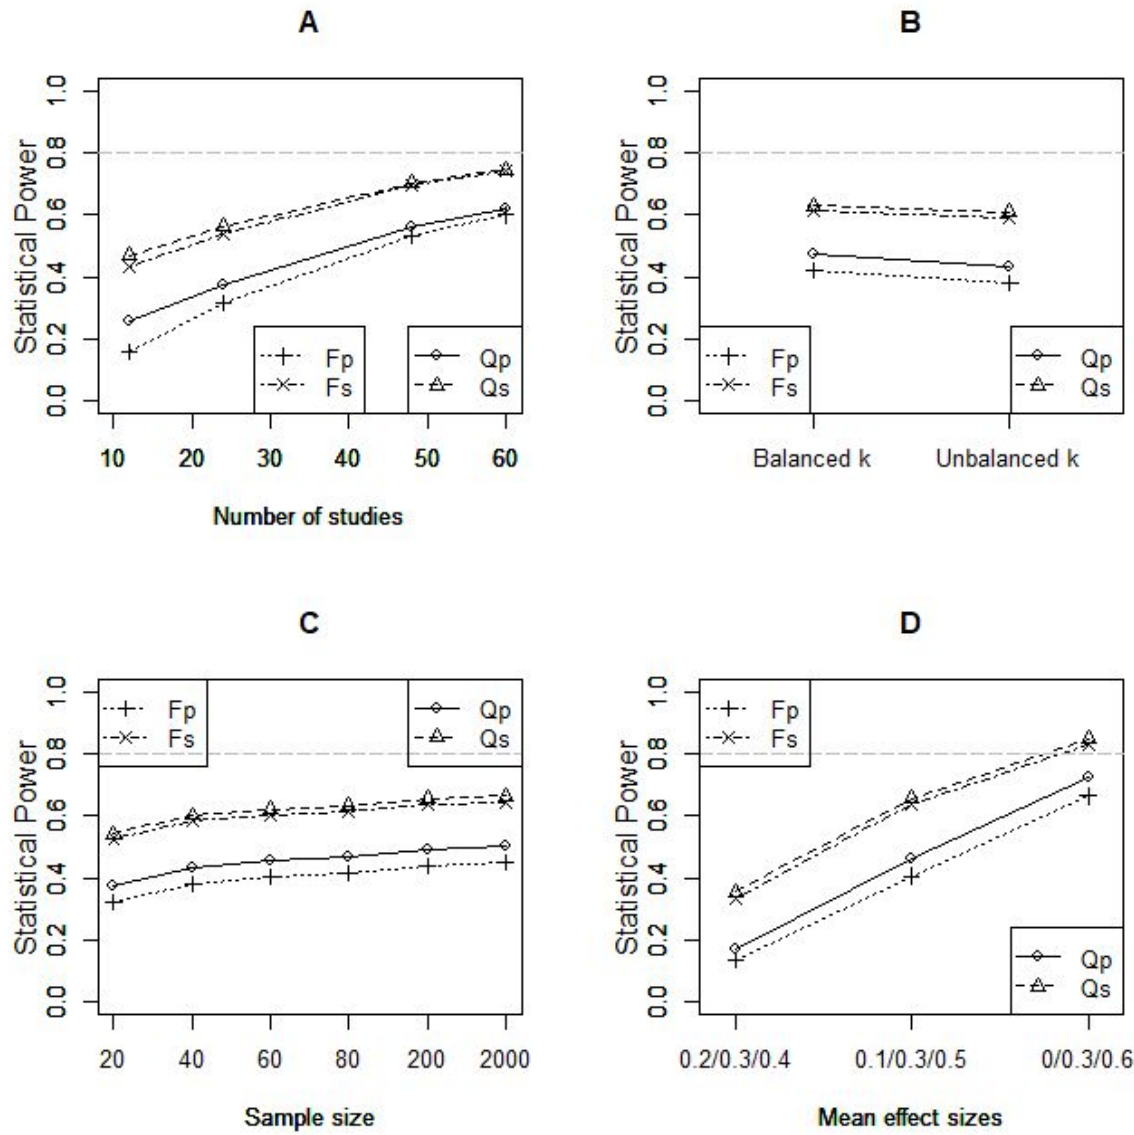 A
Statistical Power
1.0
0.8
0.6
0.4
0.2
0.0
Fp
Fs
Qp
Qs
10 20 30 40 50 60
Number of studies
B
Statistical Power
1.0
0.8
0.6
0.4
0.2
0.0
Fp
Fs
Qp
Qs
Balanced k Unbalanced k
C
Statistical Power
1.0
0.8
0.6
0.4
0.2
0.0
Fp
Fs
Qp
Qs
20 40 60 80 200 2000
Sample size
D
Statistical Power
1.0
0.8
0.6
0.4
0.2
0.0
Fp
Fs
Qp
Qs
0.2/0.3/0.4 0.1/0.3/0.5 0/0.3/0.6
Mean effect sizes